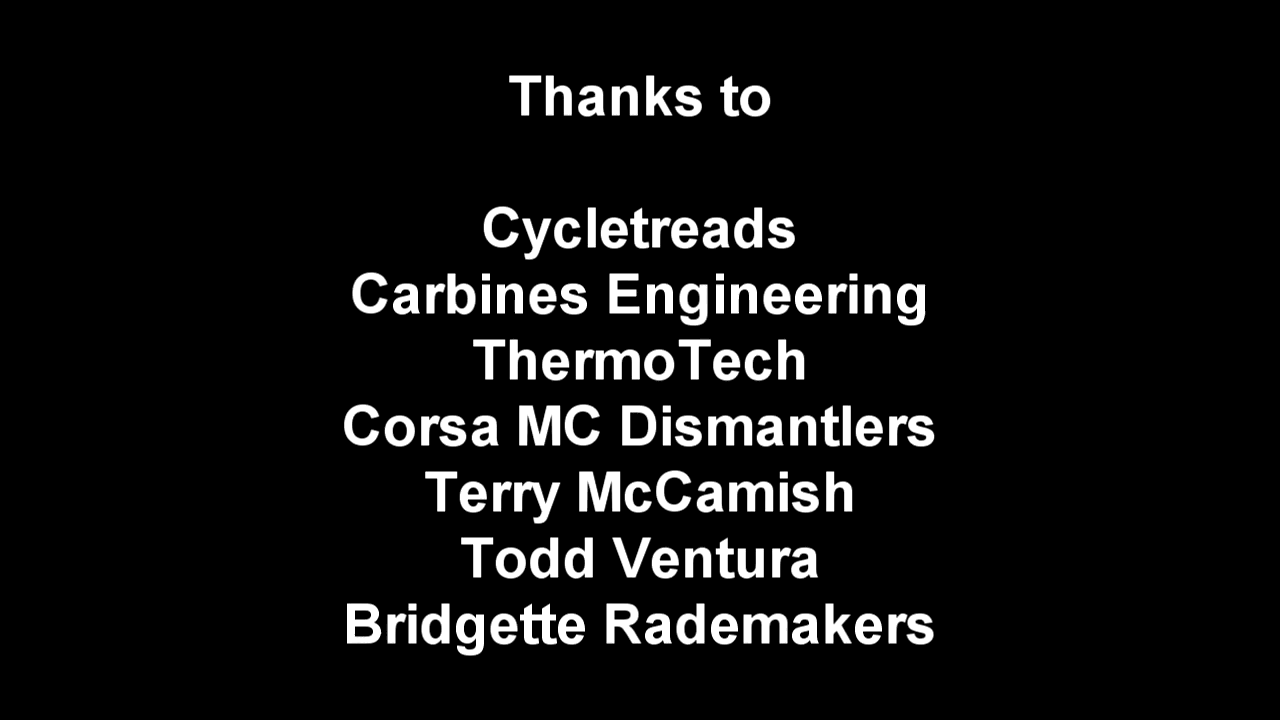 Thanks to
Cycletreads
Carbines Engineering
ThermoTech
Corsa MC Dismantlers
Terry McCamish
Todd Ventura
Bridgette Rademakers